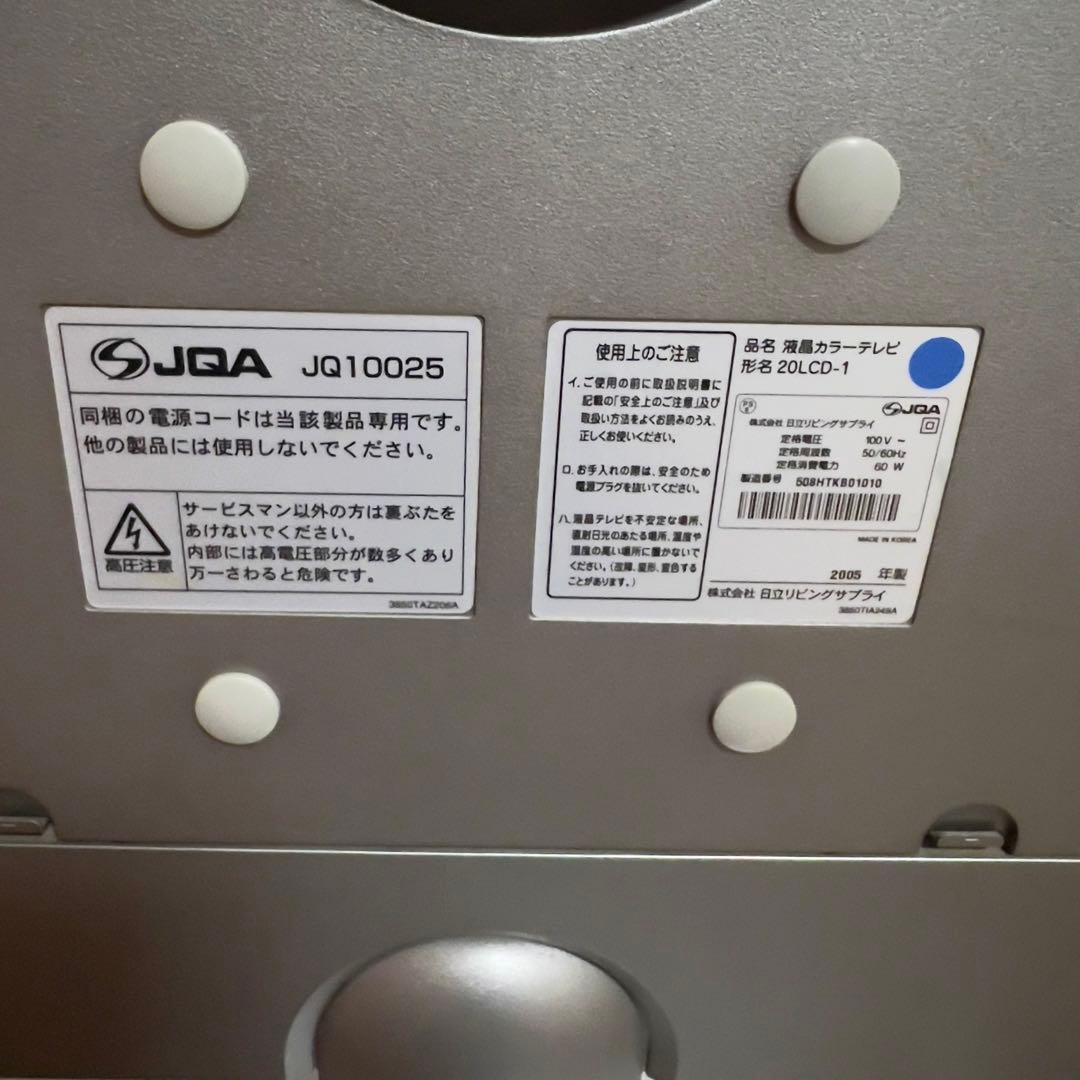 JQA JQ10025
同梱の電源コードは当該製品専用です。
他の製品には使用しないでください。
高圧注意
サービスマン以外の方は裏ぶたを
あけないでください。
内部には高電圧部分が数多くあり
万一さわると危険です。
3850TAZ206A
使用上のご注意
イ. ご使用の前に取扱説明書に
記載の「安全上のご注意」及び
取扱い方法をよくお読みのうえ、
正しくお使いください。
ロ. お手入れの際は、安全のため
電源プラグを抜いてください。
ハ. 液晶テレビを不安定な場所、
直射日光のあたる場所、温度や
湿度の高い場所に置かないで
ください。(故障、変形、変色する
ことがあります。)
品名 液晶カラーテレビ
形名 20LCD-1
PS
E
JQA
株式会社 日立リビングサプライ
定格電圧 100V ~
定格周波数 50/60Hz
定格消費電力 60 W
製造番号 508HTKB01010
MADE IN KOREA
2005 年製
株式会社 日立リビングサプライ
3850TIA249A